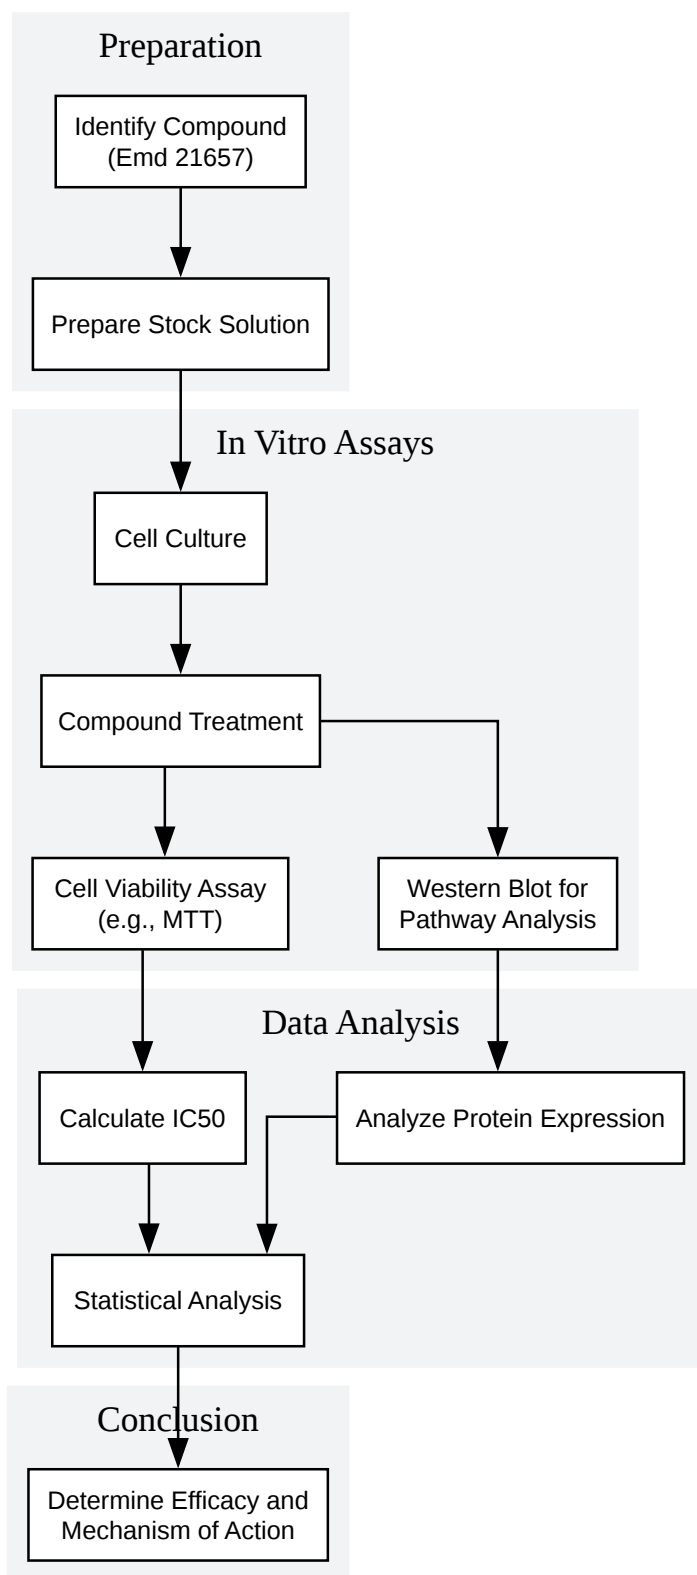 Preparation
Identify Compound
(Emd 21657)
Prepare Stock Solution
In Vitro Assays
Cell Culture
Compound Treatment
Cell Viability Assay
(e.g., MTT)
Western Blot for
Pathway Analysis
Data Analysis
Calculate IC50
Analyze Protein Expression
Statistical Analysis
Conclusion
Determine Efficacy and
Mechanism of Action